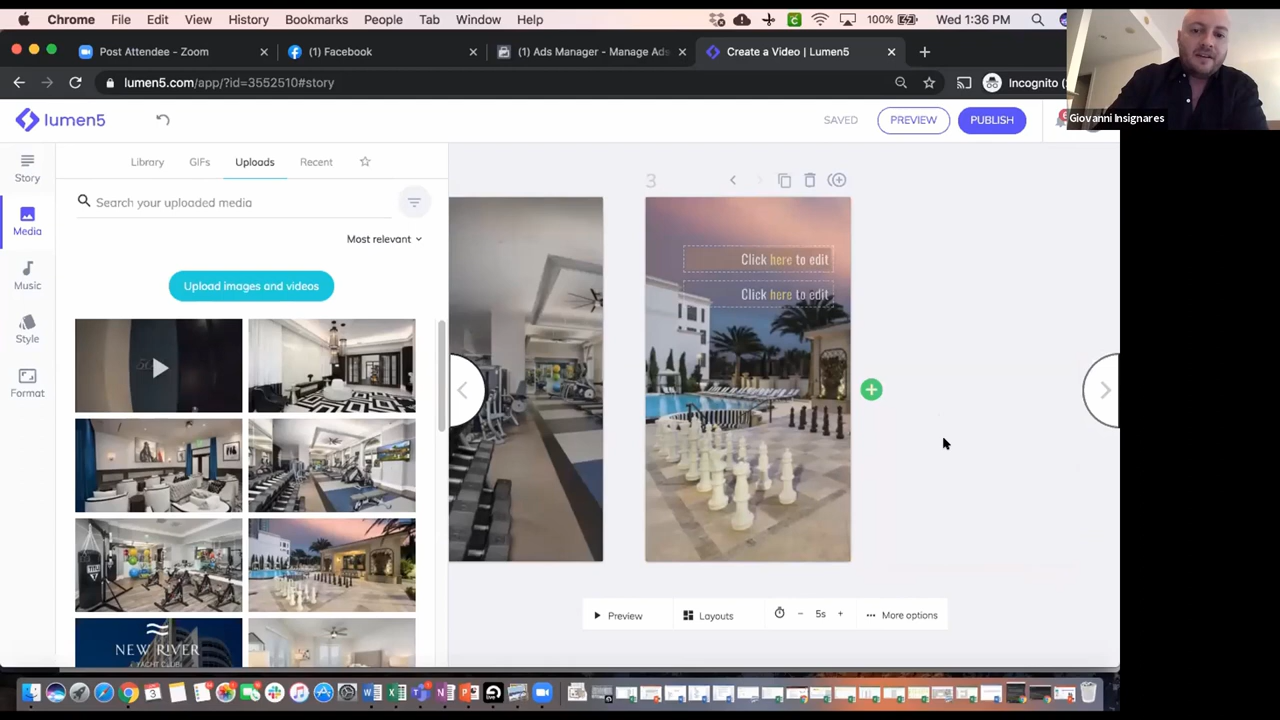 Chrome File Edit View History Bookmarks People Tab Window Help 100% Wed 1:36 PM
Post Attendee - Zoom (1) Facebook (1) Ads Manager - Manage Ads Create a Video | Lumen5
lumen5.com/app/?id=3552510#story Incognito
Giovanni Insignares
lumen5 SAVED PREVIEW PUBLISH
Story
Media
Music
Style
Format
Library GIFs Uploads Recent
Search your uploaded media
Most relevant
Upload images and videos
NEW RIVER
YACHT CLUB
3
Click here to edit
Click here to edit
Preview Layouts − 5s + More options